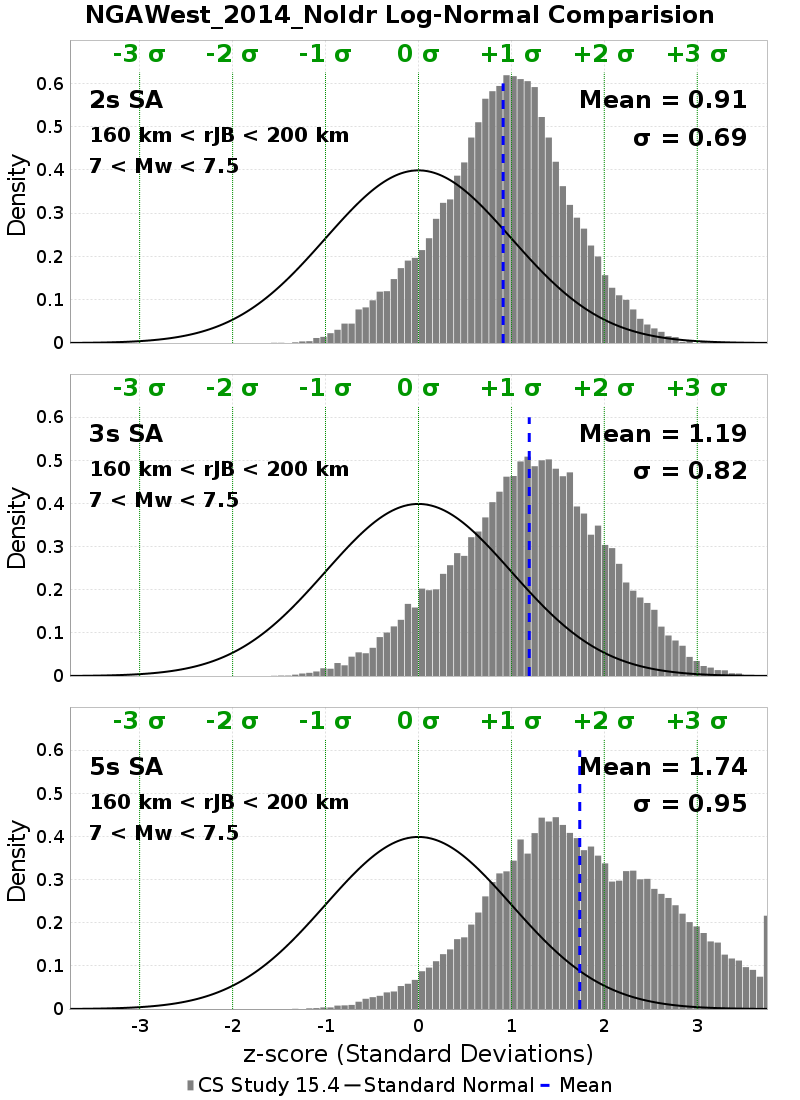 NGAWest_2014_NoIdr Log-Normal Comparision
-3 σ -2 σ -1 σ 0 σ +1 σ +2 σ +3 σ
0.6
2s SA Mean = 0.91
0.5
160 km < rJB < 200 km σ = 0.69
7 < Mw < 7.5
0.4
0.3
0.2
0.1
0
Density
-3 σ -2 σ -1 σ 0 σ +1 σ +2 σ +3 σ
0.6
3s SA Mean = 1.19
0.5
160 km < rJB < 200 km σ = 0.82
7 < Mw < 7.5
0.4
0.3
0.2
0.1
0
Density
-3 σ -2 σ -1 σ 0 σ +1 σ +2 σ +3 σ
0.6
5s SA Mean = 1.74
0.5
160 km < rJB < 200 km σ = 0.95
7 < Mw < 7.5
0.4
0.3
0.2
0.1
0
Density
-3 -2 -1 0 1 2 3
z-score (Standard Deviations)
CS Study 15.4 Standard Normal Mean